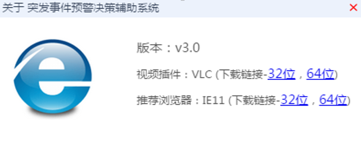 关于 突发事件预警决策辅助系统
版本：v3.0
视频插件：VLC (下载链接-32位，64位)
推荐浏览器：IE11 (下载链接-32位，64位)